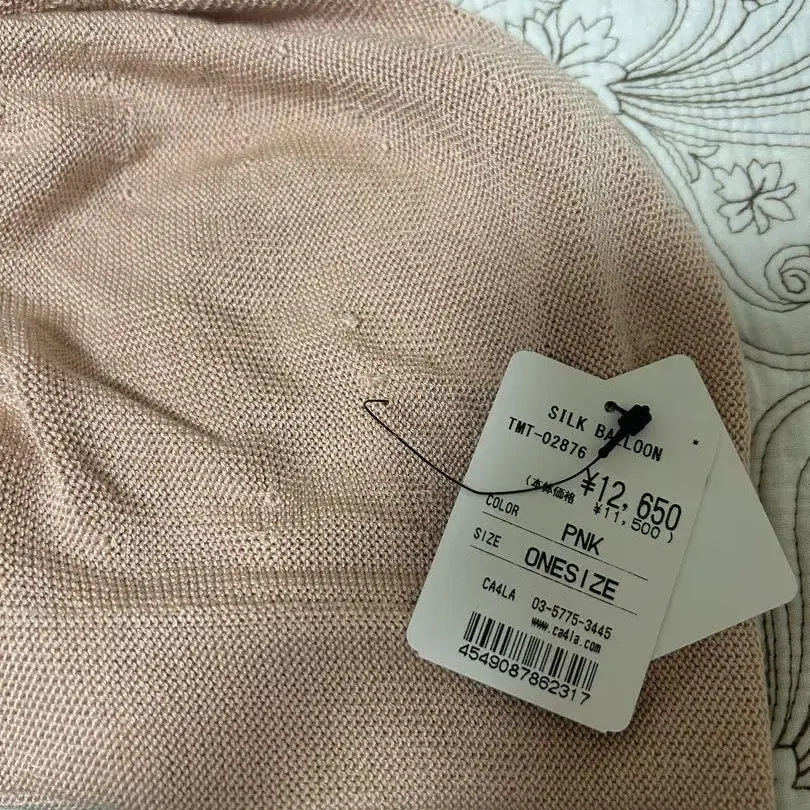 SILK BALLOON
TMT-02876
¥12,650
(本体価格 ¥11,500)
COLOR PNK
SIZE ONESIZE
CA4LA 03-5775-3445
www.ca4la.com
4549087862317